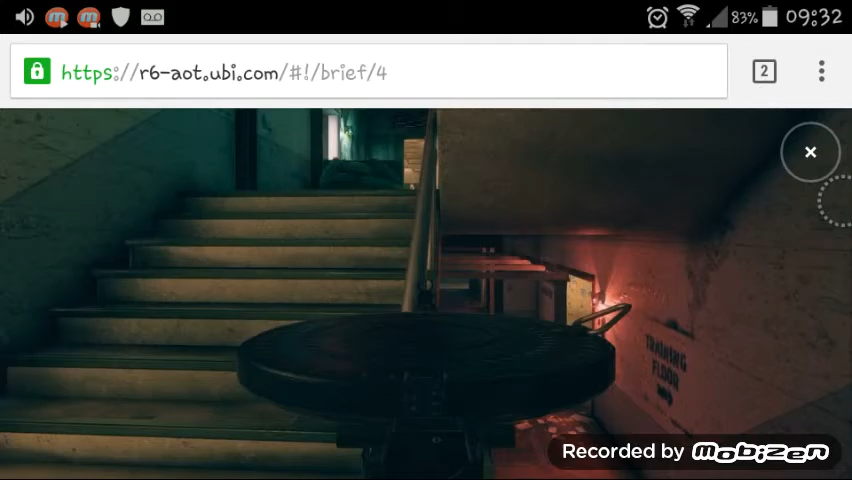 83% 09:32
https://r6-aot.ubi.com/#!/brief/4
2
TRAINING
FLOOR
Recorded by Mobizen